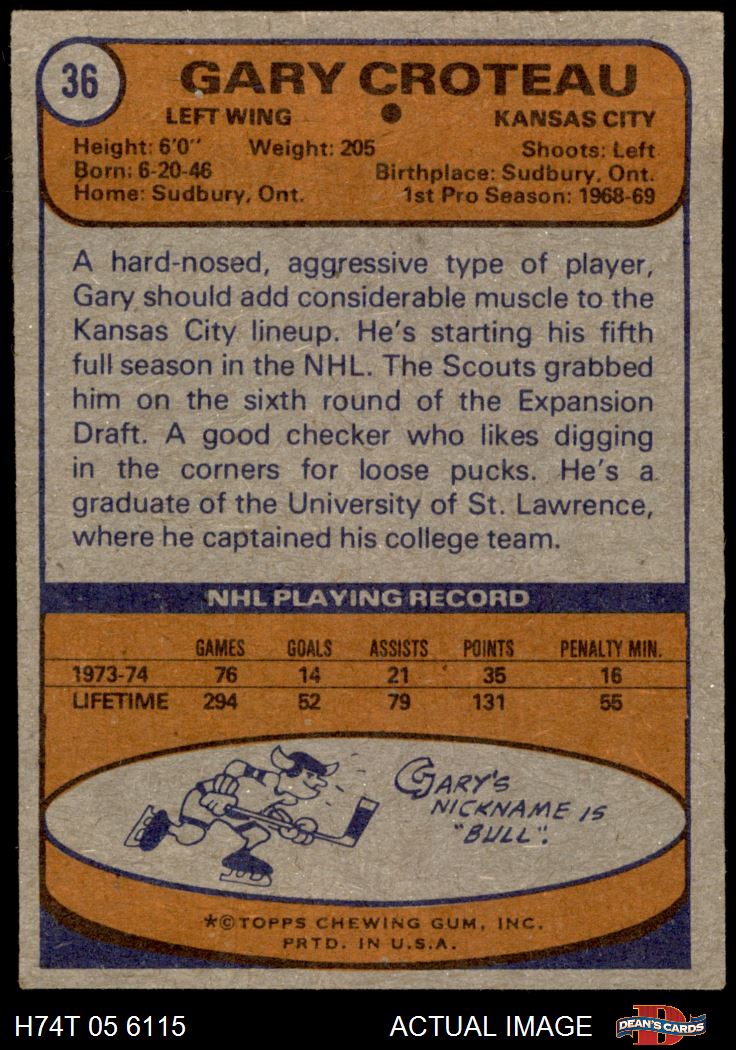 36
GARY CROTEAU
LEFT WING
KANSAS CITY
Height: 6'0" Weight: 205 Shoots: Left
Born: 6-20-46 Birthplace: Sudbury, Ont.
Home: Sudbury, Ont. 1st Pro Season: 1968-69
A hard-nosed, aggressive type of player,
Gary should add considerable muscle to the
Kansas City lineup. He's starting his fifth
full season in the NHL. The Scouts grabbed
him on the sixth round of the Expansion
Draft. A good checker who likes digging
in the corners for loose pucks. He's a
graduate of the University of St. Lawrence,
where he captained his college team.
NHL PLAYING RECORD
GAMES GOALS ASSISTS POINTS PENALTY MIN.
1973-74 76 14 21 35 16
LIFETIME 294 52 79 131 55
GARY'S
NICKNAME IS
"BULL".
*©TOPPS CHEWING GUM, INC.
PRTD. IN U.S.A.
H74T 05 6115 ACTUAL IMAGE
D
DEAN'S CARDS